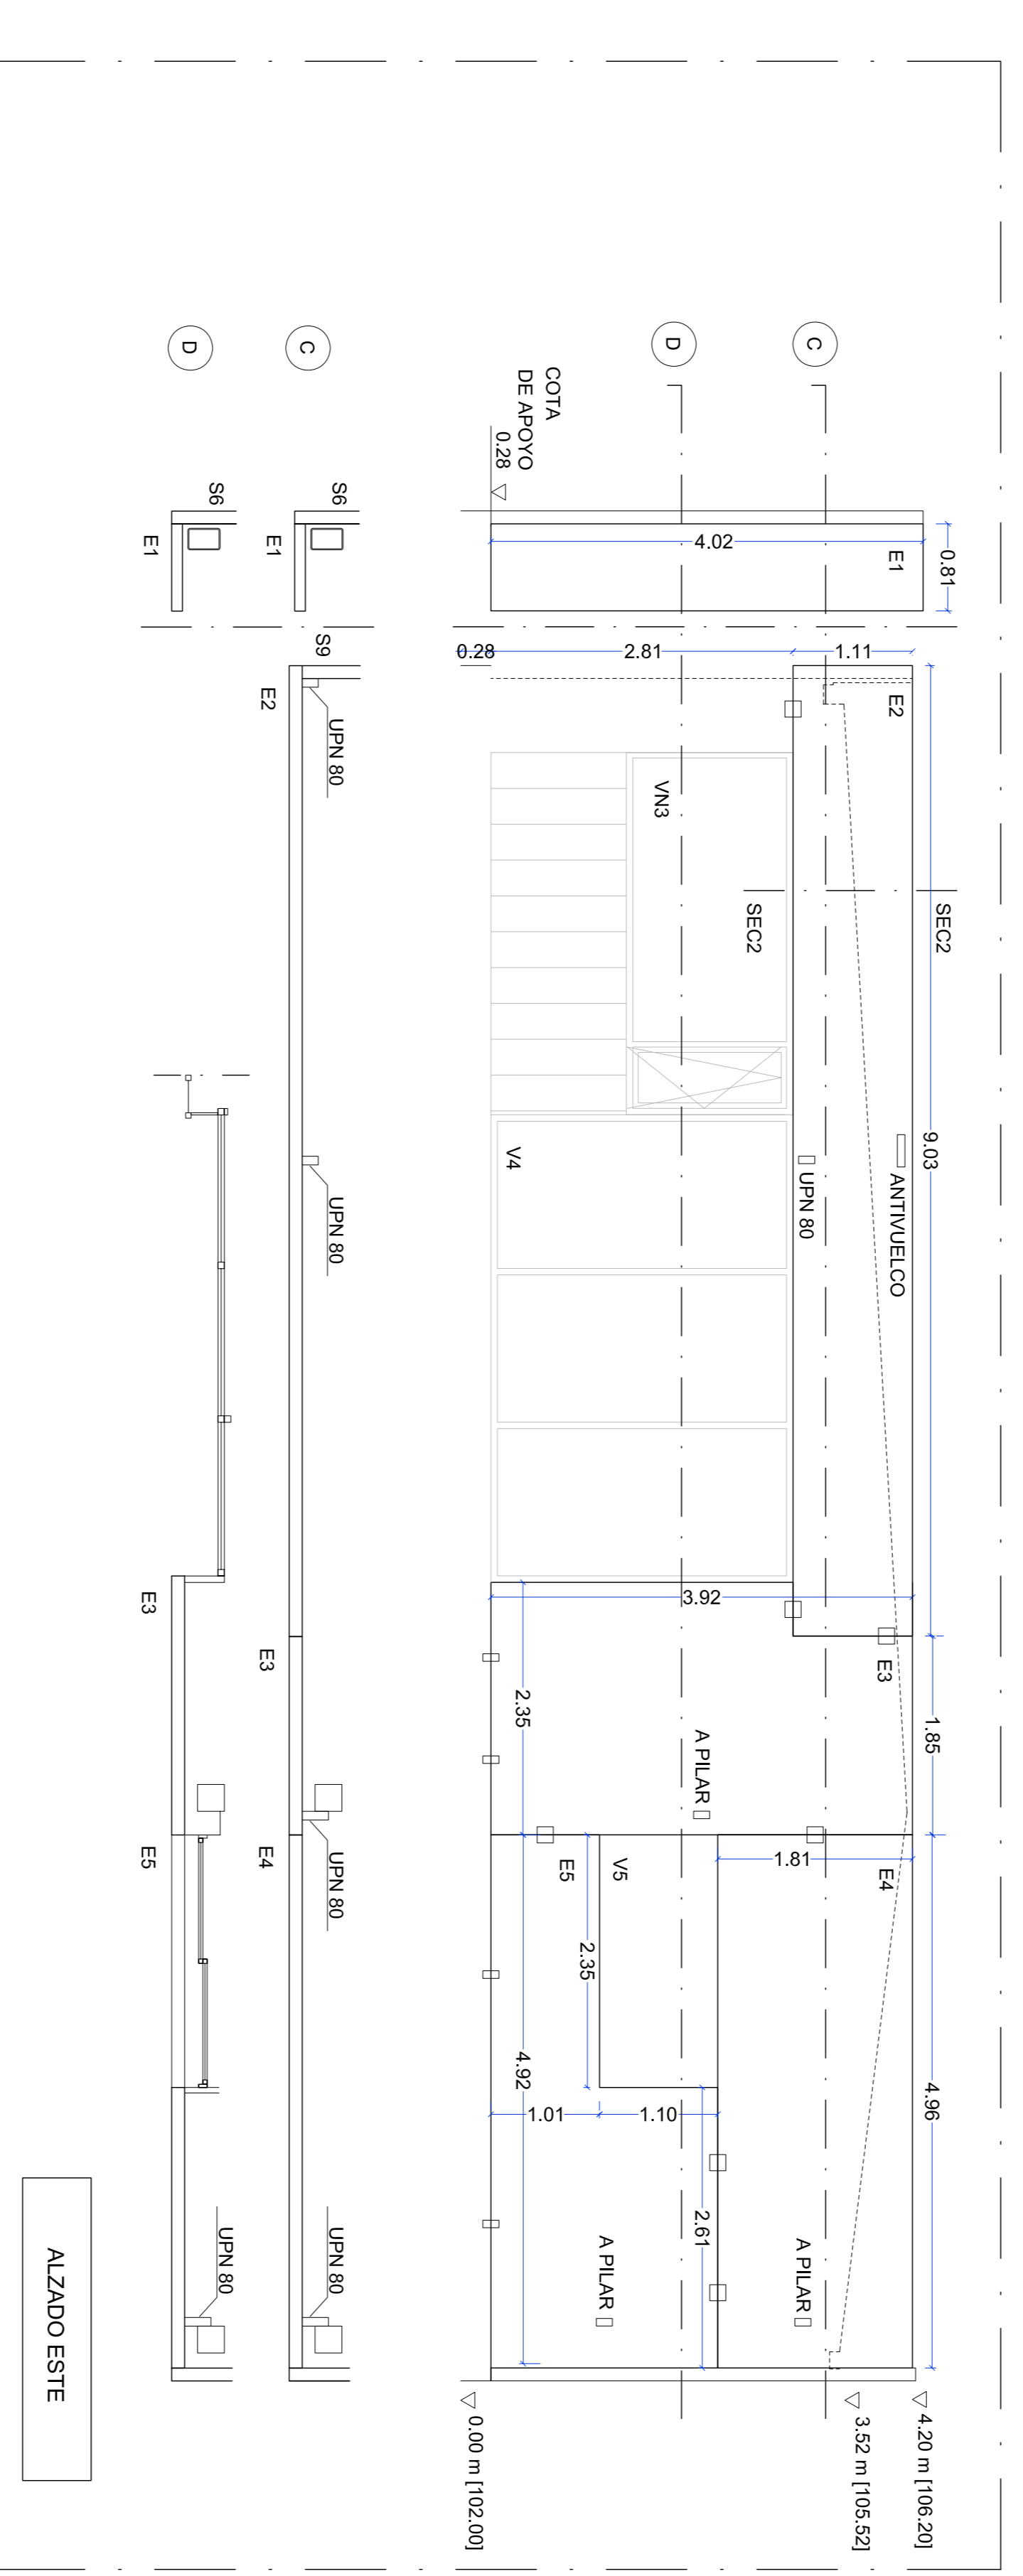 0.81
E1
4.02
COTA
DE APOYO
0.28
C
D
SEC2
9.03
1.85
4.96
4.20 m [106.20]
3.52 m [105.52]
0.00 m [102.00]
E2
ANTIVUELCO
E3
E4
1.11
2.81
0.28
UPN 80
SEC2
1.81
A PILAR
VN3
A PILAR
2.61
3.92
V5
A PILAR
2.35
E5
1.10
1.01
V4
2.35
4.92
C
S6
E1
S9
E2
UPN 80
UPN 80
E3
UPN 80
E4
UPN 80
D
S6
E1
E3
E5
UPN 80
ALZADO ESTE